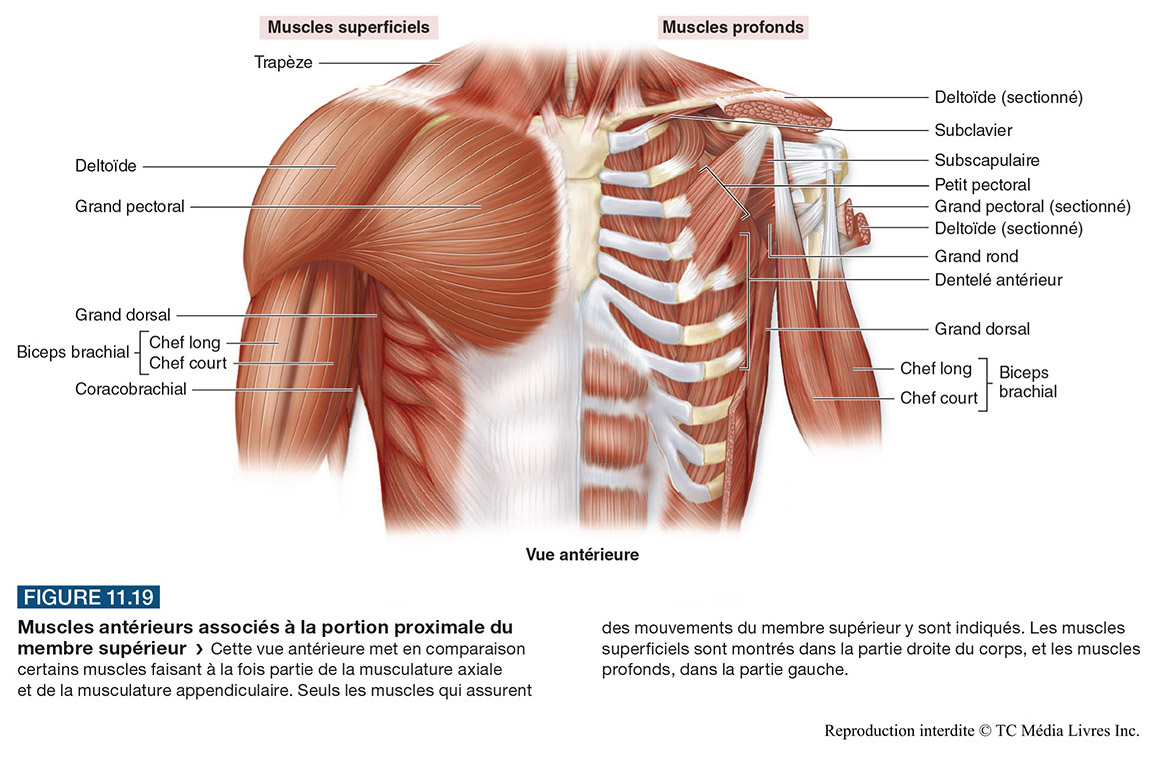 Muscles superficiels
Muscles profonds
Trapèze
Deltoïde
Grand pectoral
Grand dorsal
Biceps brachial
Chef long
Chef court
Coracobrachial
Deltoïde (sectionné)
Subclavier
Subscapulaire
Petit pectoral
Grand pectoral (sectionné)
Deltoïde (sectionné)
Grand rond
Dentelé antérieur
Grand dorsal
Chef long
Chef court
Biceps
brachial
Vue antérieure
FIGURE 11.19
Muscles antérieurs associés à la portion proximale du
membre supérieur › Cette vue antérieure met en comparaison
certains muscles faisant à la fois partie de la musculature axiale
et de la musculature appendiculaire. Seuls les muscles qui assurent
des mouvements du membre supérieur y sont indiqués. Les muscles
superficiels sont montrés dans la partie droite du corps, et les muscles
profonds, dans la partie gauche.
Reproduction interdite © TC Média Livres Inc.